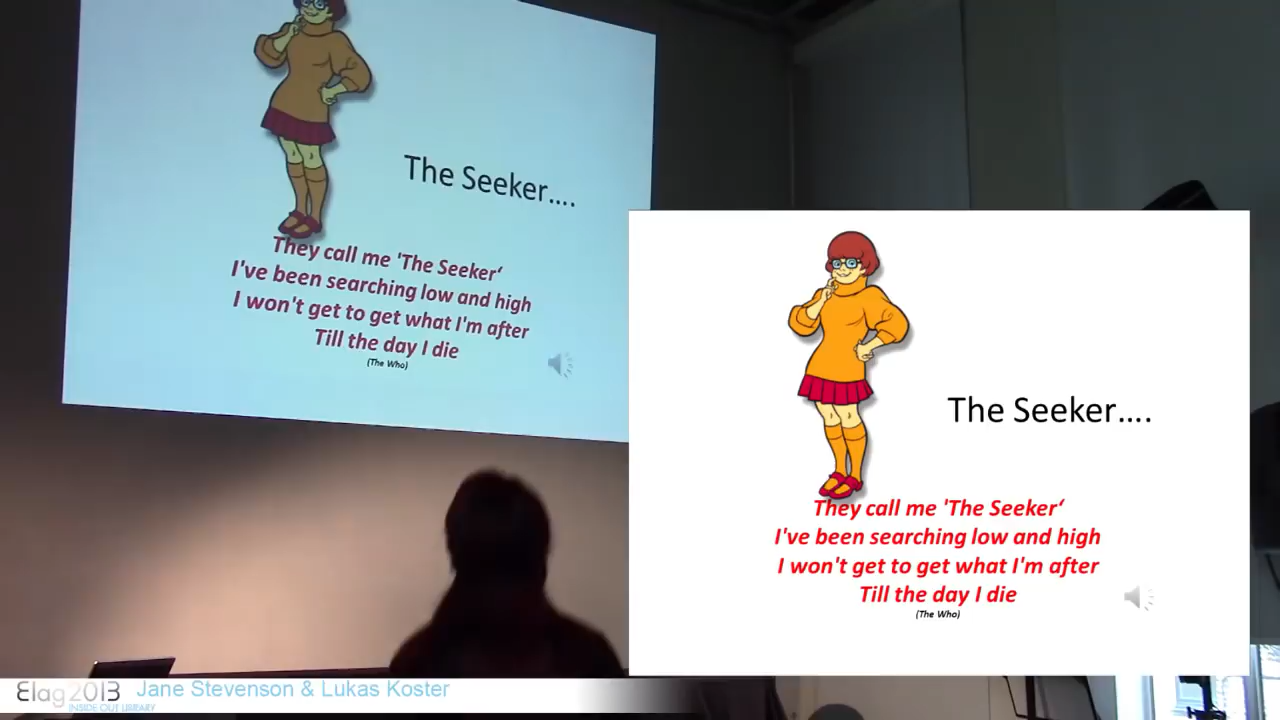 The Seeker....
They call me 'The Seeker‘
I've been searching low and high
I won't get to get what I'm after
Till the day I die
(The Who)
The Seeker....
They call me 'The Seeker‘
I've been searching low and high
I won't get to get what I'm after
Till the day I die
(The Who)
Elag2013 Jane Stevenson & Lukas Koster
INSIDE OUT LIBRARY